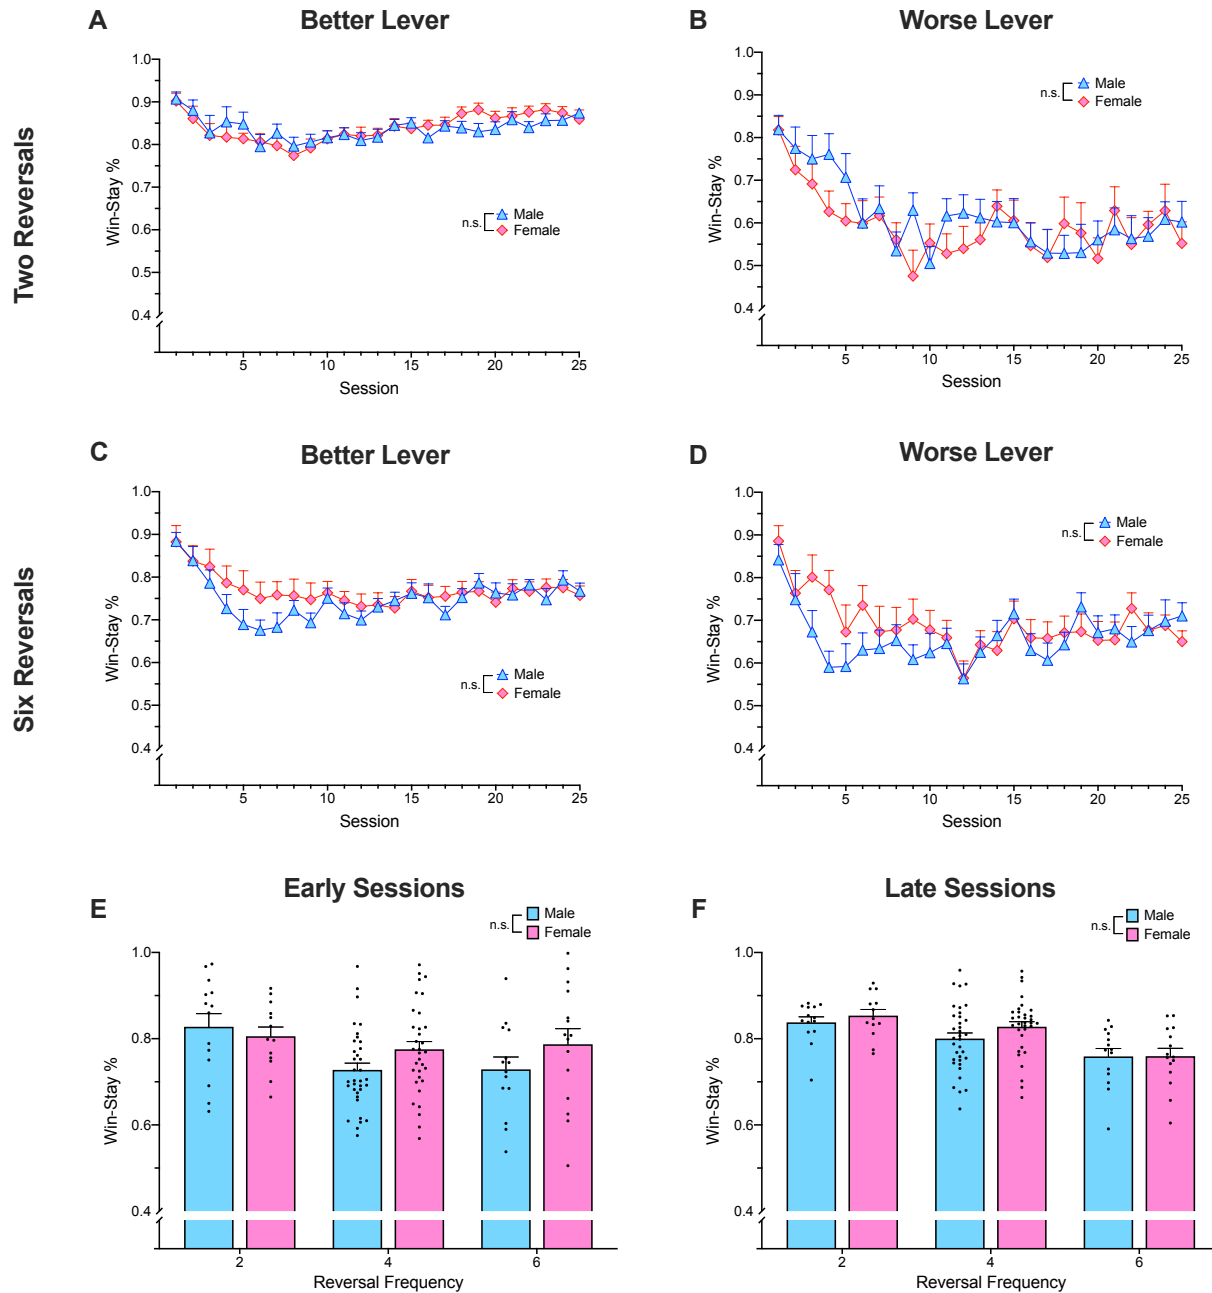 A
Better Lever
B
Worse Lever
Two Reversals
Win-Stay %
1.0
0.9
0.8
0.7
0.6
0.5
0.4
n.s.
Male
Female
5
10
15
20
25
Session
Win-Stay %
1.0
0.9
0.8
0.7
0.6
0.5
0.4
n.s.
Male
Female
5
10
15
20
25
Session
C
Better Lever
D
Worse Lever
Six Reversals
Win-Stay %
1.0
0.9
0.8
0.7
0.6
0.5
0.4
n.s.
Male
Female
5
10
15
20
25
Session
Win-Stay %
1.0
0.9
0.8
0.7
0.6
0.5
0.4
n.s.
Male
Female
5
10
15
20
25
Session
E
Early Sessions
F
Late Sessions
n.s.
Male
Female
Win-Stay %
1.0
0.8
0.6
0.4
2
4
6
Reversal Frequency
n.s.
Male
Female
Win-Stay %
1.0
0.8
0.6
0.4
2
4
6
Reversal Frequency